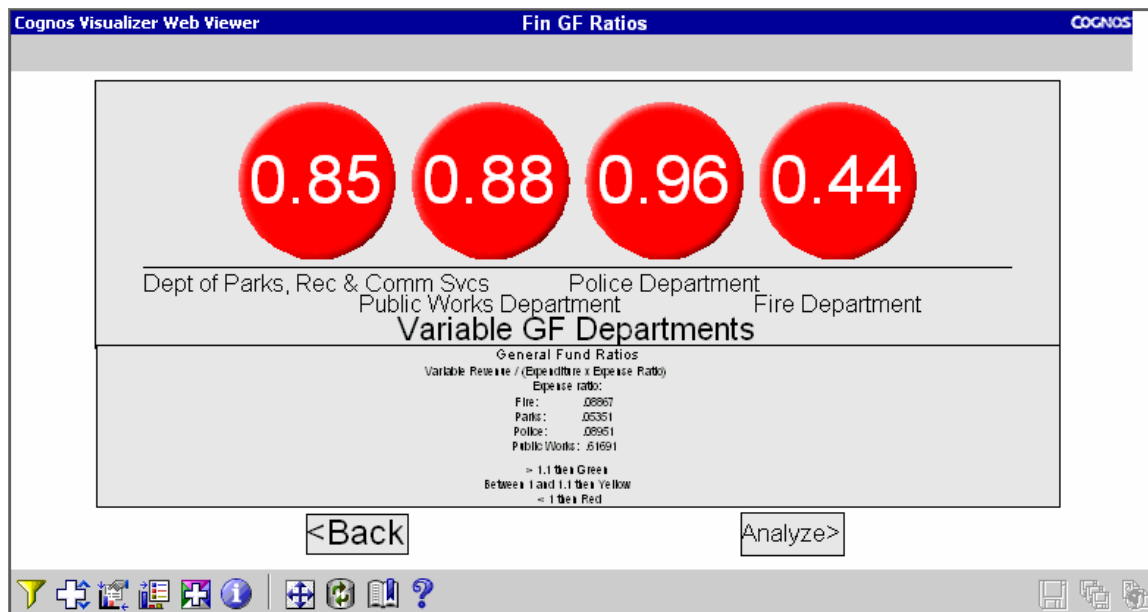 Cognos Visualizer Web Viewer Fin GF Ratios COGNOS
0.85 0.88 0.96 0.44
Dept of Parks, Rec & Comm Svcs Police Department
Public Works Department Fire Department
Variable GF Departments
General Fund Ratios
Variable Revenue / (Expenditure x Expense Ratio)
Expense ratio:
Fire: .08867
Parks: .05351
Police: .08951
Public Works: .61691
> 1.1 then Green
Between 1 and 1.1 then Yellow
< 1 then Red
<Back Analyze>